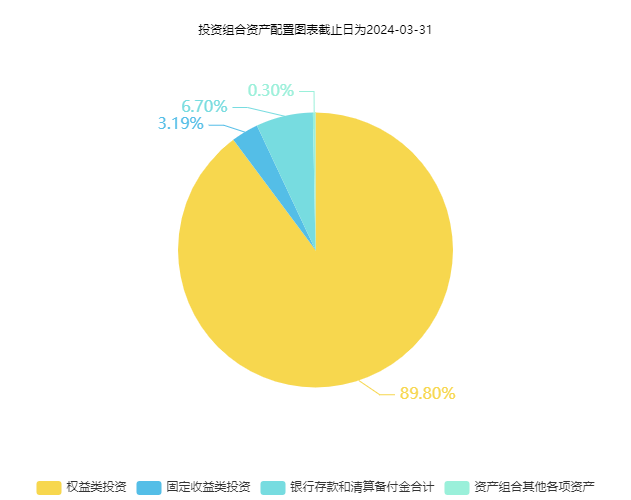 投资组合资产配置图表截止日为2024-03-31
0.30%
6.70%
3.19%
89.80%
权益类投资 固定收益类投资 银行存款和清算备付金合计 资产组合其他各项资产